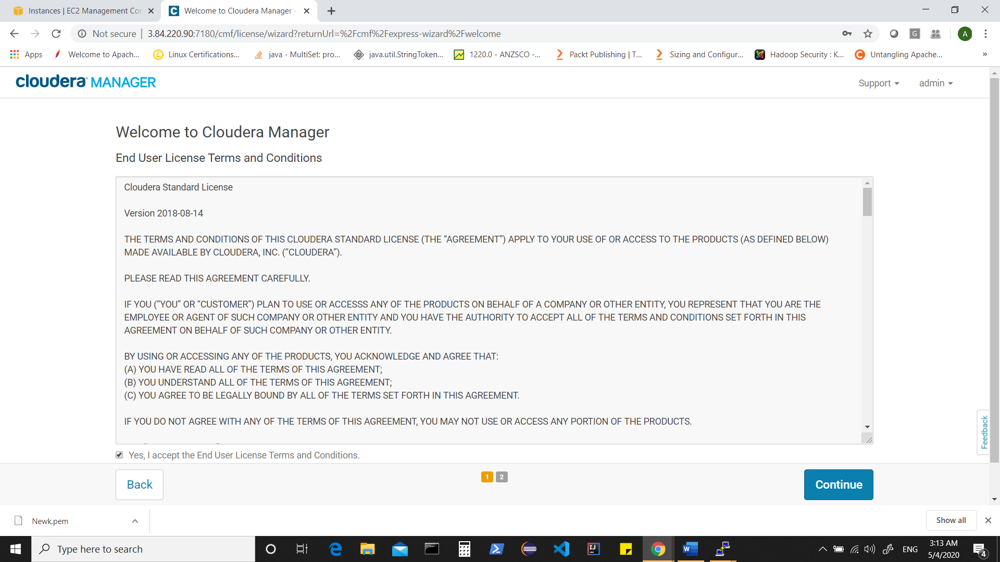 Instances | EC2 Management Con
Welcome to Cloudera Manager -
Not secure | 3.84.220.90:7180/cmf/license/wizard?returnUrl=%2Fcmf%2Fexpress-wizard%2Fwelcome
G
A
Apps Welcome to Apach... Linux Certifications... java - MultiSet: pro... java.util.StringToken... 1220.0 - ANZSCO -... Packt Publishing | T... Sizing and Configur... Hadoop Security : K... Untangling Apache... »
cloudera MANAGER
Support admin
Welcome to Cloudera Manager
End User License Terms and Conditions
Cloudera Standard License
Version 2018-08-14
THE TERMS AND CONDITIONS OF THIS CLOUDERA STANDARD LICENSE (THE “AGREEMENT”) APPLY TO YOUR USE OF OR ACCESS TO THE PRODUCTS (AS DEFINED BELOW)
MADE AVAILABLE BY CLOUDERA, INC. (“CLOUDERA”).
PLEASE READ THIS AGREEMENT CAREFULLY.
IF YOU (“YOU” OR “CUSTOMER”) PLAN TO USE OR ACCESSS ANY OF THE PRODUCTS ON BEHALF OF A COMPANY OR OTHER ENTITY, YOU REPRESENT THAT YOU ARE THE
EMPLOYEE OR AGENT OF SUCH COMPANY OR OTHER ENTITY AND YOU HAVE THE AUTHORITY TO ACCEPT ALL OF THE TERMS AND CONDITIONS SET FORTH IN THIS
AGREEMENT ON BEHALF OF SUCH COMPANY OR OTHER ENTITY.
BY USING OR ACCESSING ANY OF THE PRODUCTS, YOU ACKNOWLEDGE AND AGREE THAT:
(A) YOU HAVE READ ALL OF THE TERMS OF THIS AGREEMENT;
(B) YOU UNDERSTAND ALL OF THE TERMS OF THIS AGREEMENT;
(C) YOU AGREE TO BE LEGALLY BOUND BY ALL OF THE TERMS SET FORTH IN THIS AGREEMENT.
IF YOU DO NOT AGREE WITH ANY OF THE TERMS OF THIS AGREEMENT, YOU MAY NOT USE OR ACCESS ANY PORTION OF THE PRODUCTS.
Feedback
Yes, I accept the End User License Terms and Conditions.
Back
1 2
Continue
Newk.pem
Show all
Type here to search
ENG
3:13 AM
5/4/2020
4